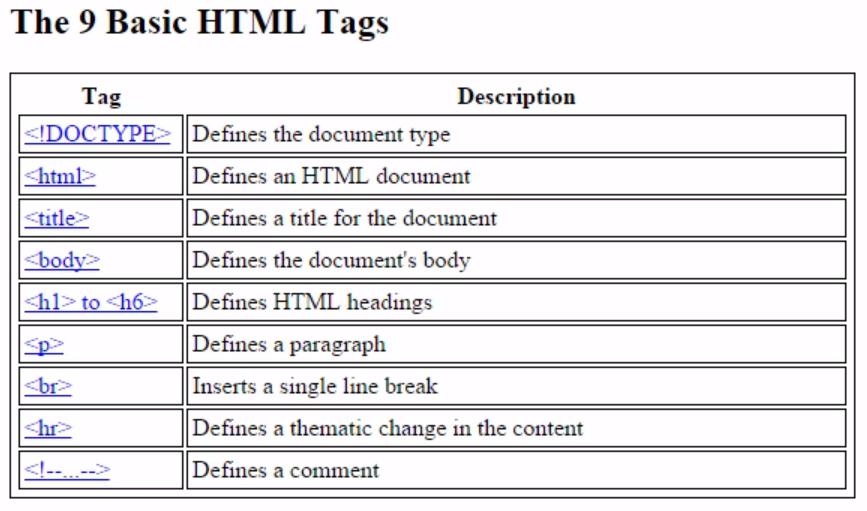 The 9 Basic HTML Tags
Tag Description
<!DOCTYPE> Defines the document type
<html> Defines an HTML document
<title> Defines a title for the document
<body> Defines the document's body
<h1> to <h6> Defines HTML headings
<p> Defines a paragraph
<br> Inserts a single line break
<hr> Defines a thematic change in the content
<!--...--> Defines a comment